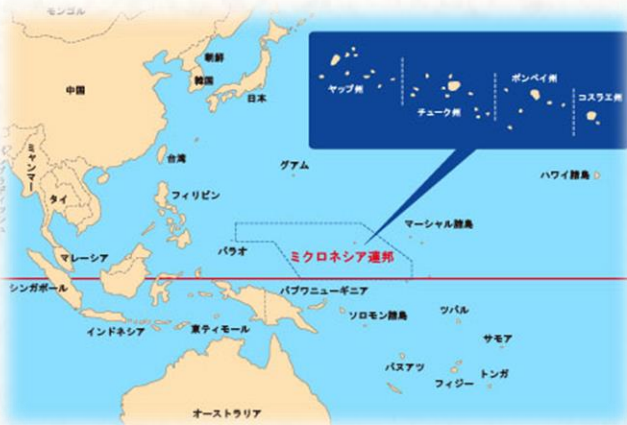 モンゴル
朝鮮
韓国
中国
日本
ヤップ州
チューク州
ポンペイ州
コスラエ州
ミャンマー
台湾
グアム
ハワイ諸島
タイ
フィリピン
マーシャル諸島
パラオ
ミクロネシア連邦
マレーシア
シンガポール
パプワニューギニア
ソロモン諸島
ツバル
インドネシア
東ティモール
サモア
バヌアツ
フィジー
トンガ
オーストラリア